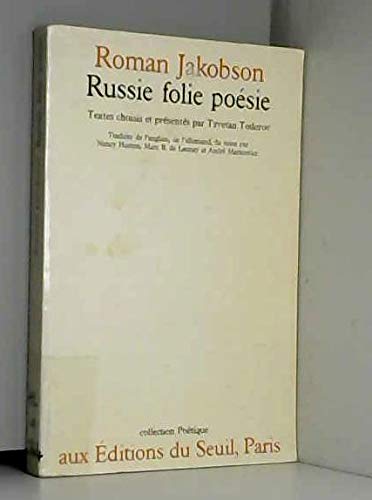 Roman Jakobson
Russie folie poésie
Textes choisis et présentés par Tzvetan Todorov
Traduits de l'anglais, de l'allemand, du russe par
Nancy Huston, Marc B. de Launay et André Markowicz
collection Poétique
aux Éditions du Seuil, Paris